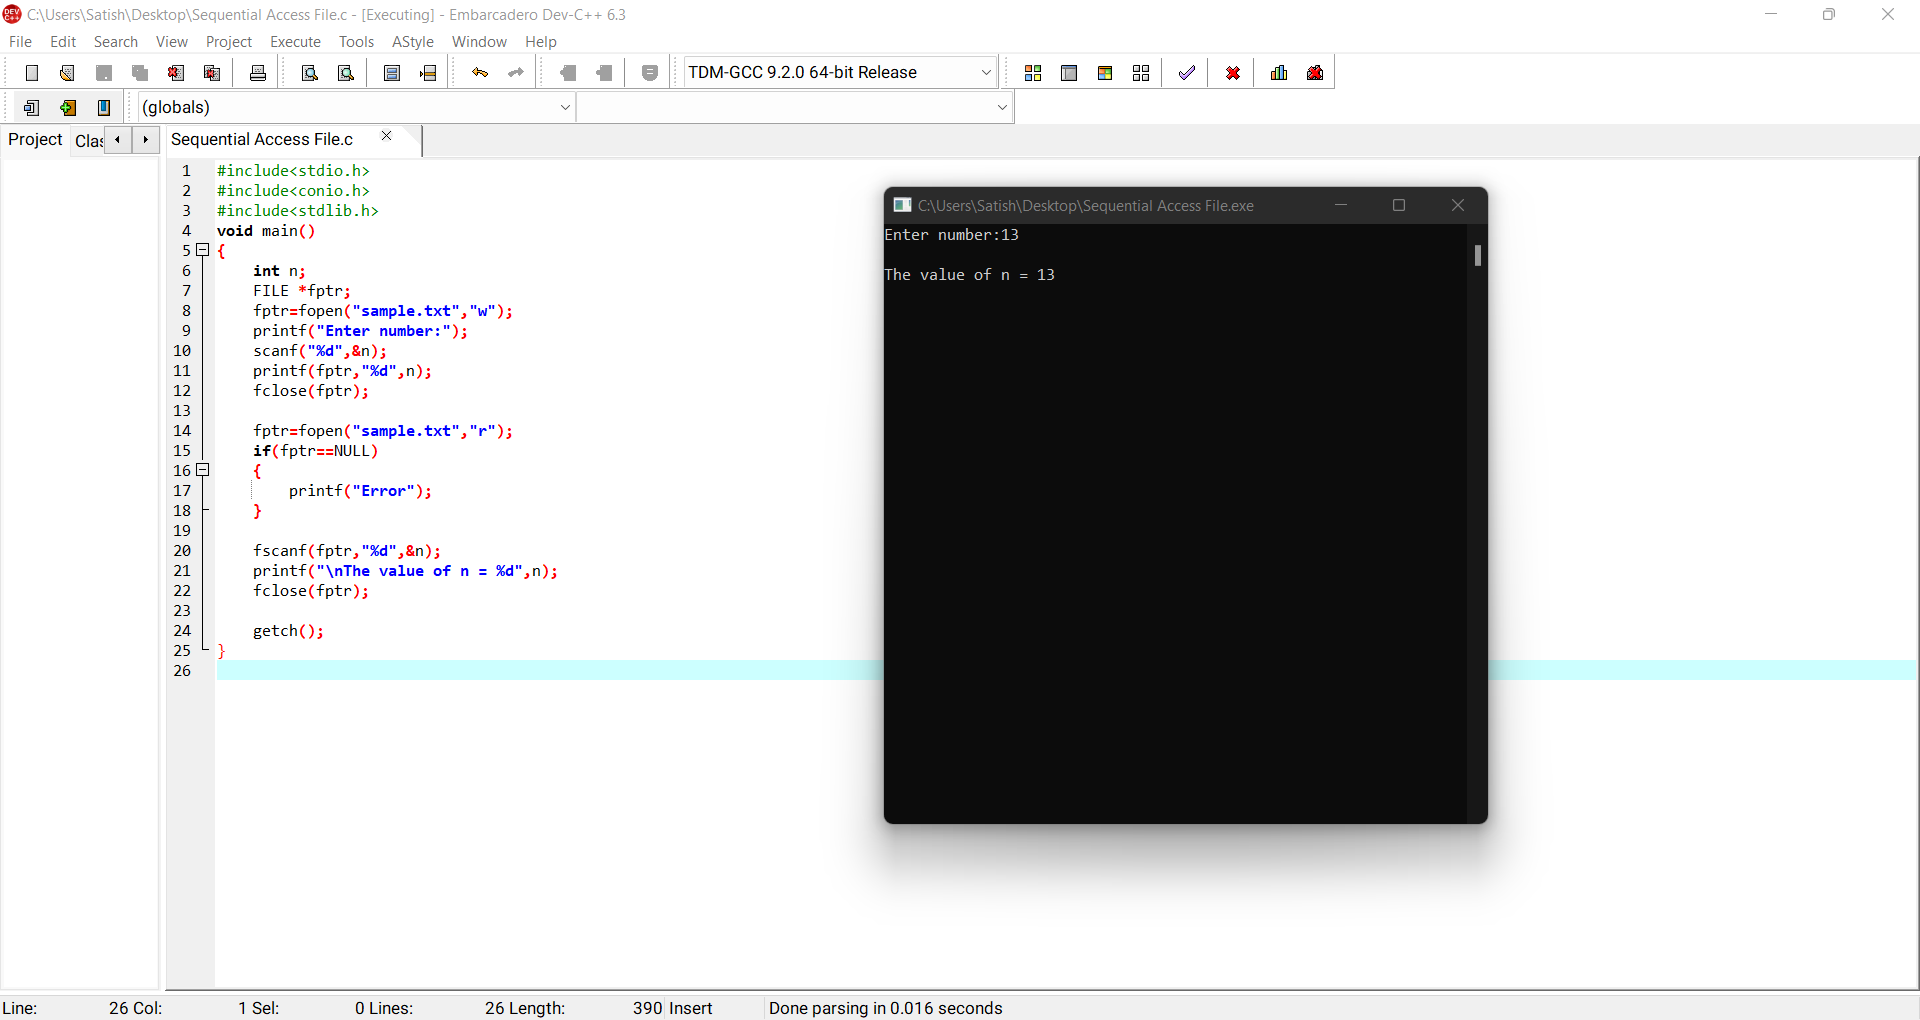 C:\Users\Satish\Desktop\Sequential Access File.c - [Executing] - Embarcadero Dev-C++ 6.3
File Edit Search View Project Execute Tools AStyle Window Help
TDM-GCC 9.2.0 64-bit Release
(globals)
Project Clas Sequential Access File.c
1 #include<stdio.h>
2 #include<conio.h>
3 #include<stdlib.h>
4 void main()
5 {
6 int n;
7 FILE *fptr;
8 fptr=fopen("sample.txt","w");
9 printf("Enter number:");
10 scanf("%d",&n);
11 printf(fptr,"%d",n);
12 fclose(fptr);
13
14 fptr=fopen("sample.txt","r");
15 if(fptr==NULL)
16 {
17 printf("Error");
18 }
19
20 fscanf(fptr,"%d",&n);
21 printf("\nThe value of n = %d",n);
22 fclose(fptr);
23
24 getch();
25 }
26
C:\Users\Satish\Desktop\Sequential Access File.exe
Enter number:13
The value of n = 13
Line: 26 Col: 1 Sel: 0 Lines: 26 Length: 390 Insert Done parsing in 0.016 seconds